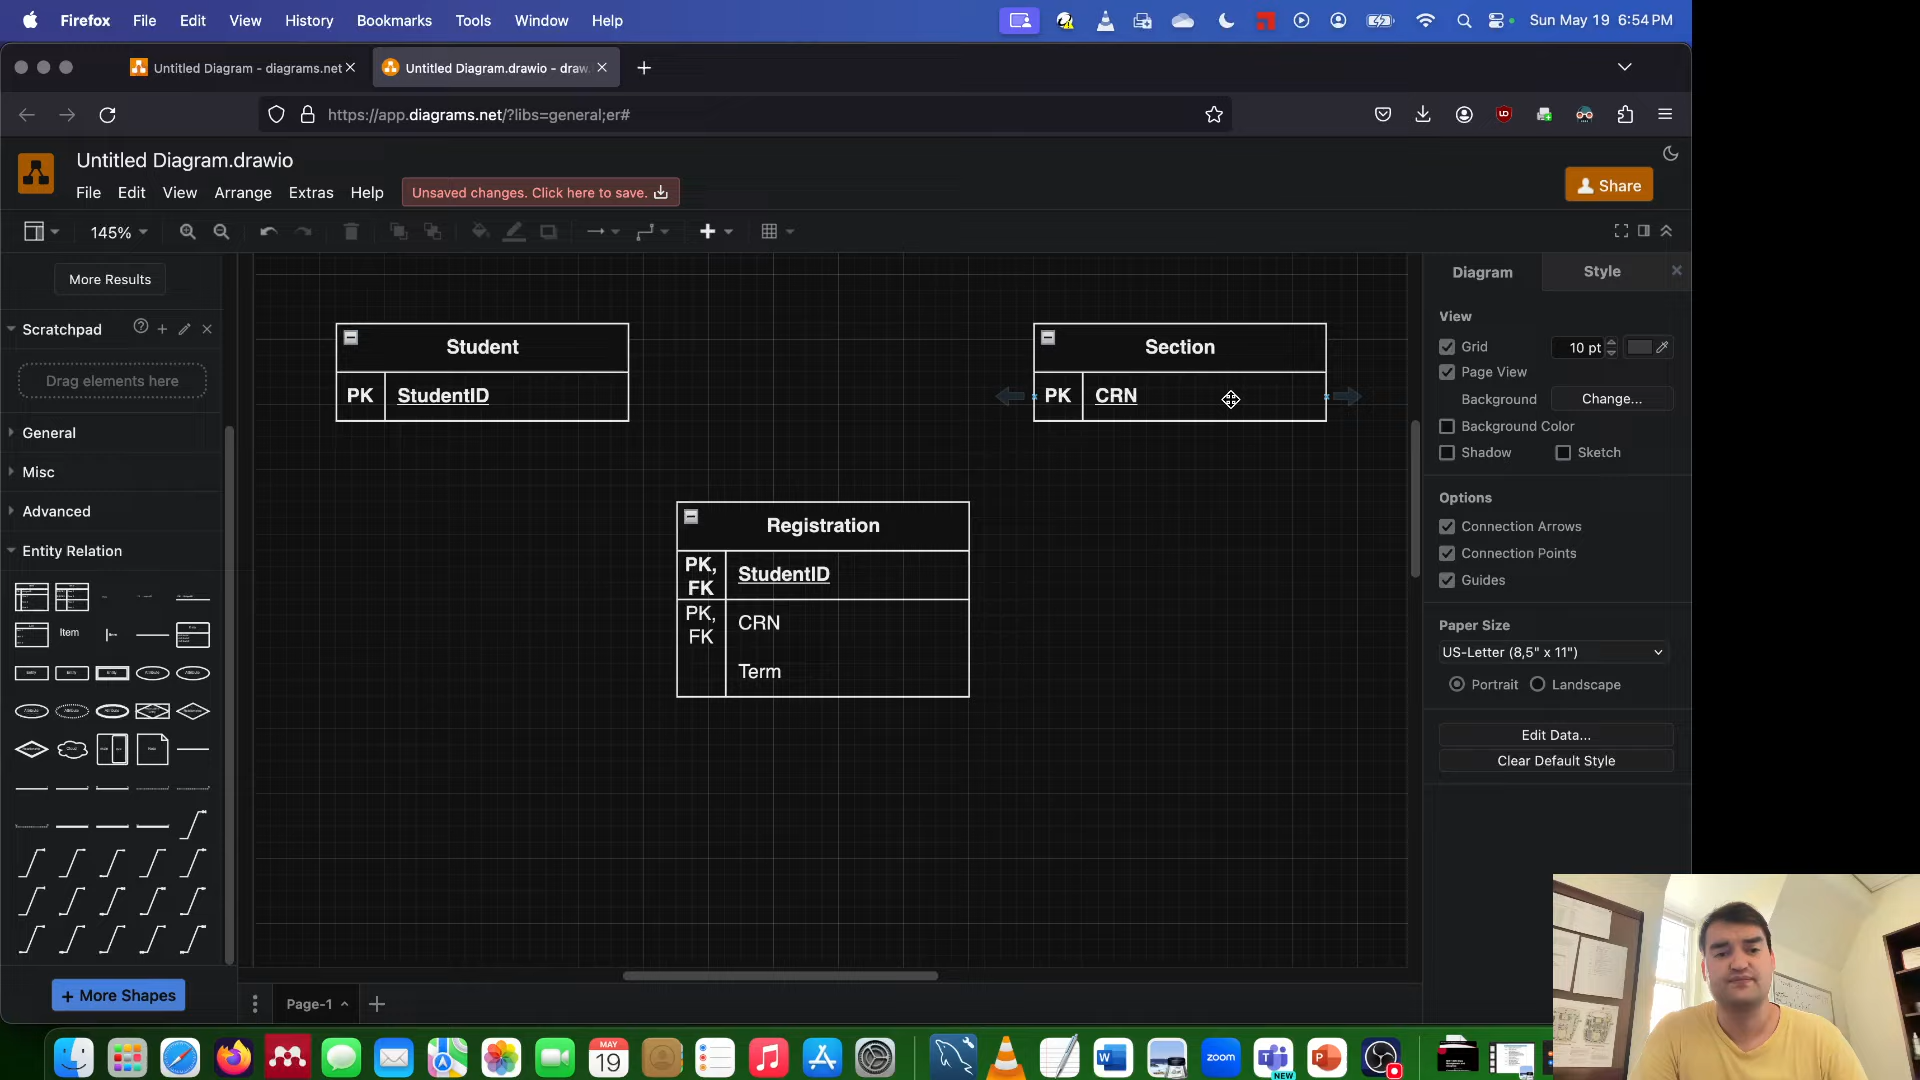 Firefox File Edit View History Bookmarks Tools Window Help Sun May 19 6:54 PM
Untitled Diagram - diagrams.net Untitled Diagram.drawio - draw.
https://app.diagrams.net/?libs=general;er#
Untitled Diagram.drawio
File Edit View Arrange Extras Help Unsaved changes. Click here to save.
Share
145%
More Results
Scratchpad
Drag elements here
General
Misc
Advanced
Entity Relation
Item
+ More Shapes
Student
PK StudentID
Section
PK CRN
Registration
PK, FK StudentID
PK, FK CRN
Term
Diagram Style
View
Grid 10 pt
Page View
Background Change...
Background Color
Shadow Sketch
Options
Connection Arrows
Connection Points
Guides
Paper Size
US-Letter (8,5" x 11")
Portrait Landscape
Edit Data...
Clear Default Style
Page-1
MAY
19
zoom
NEW